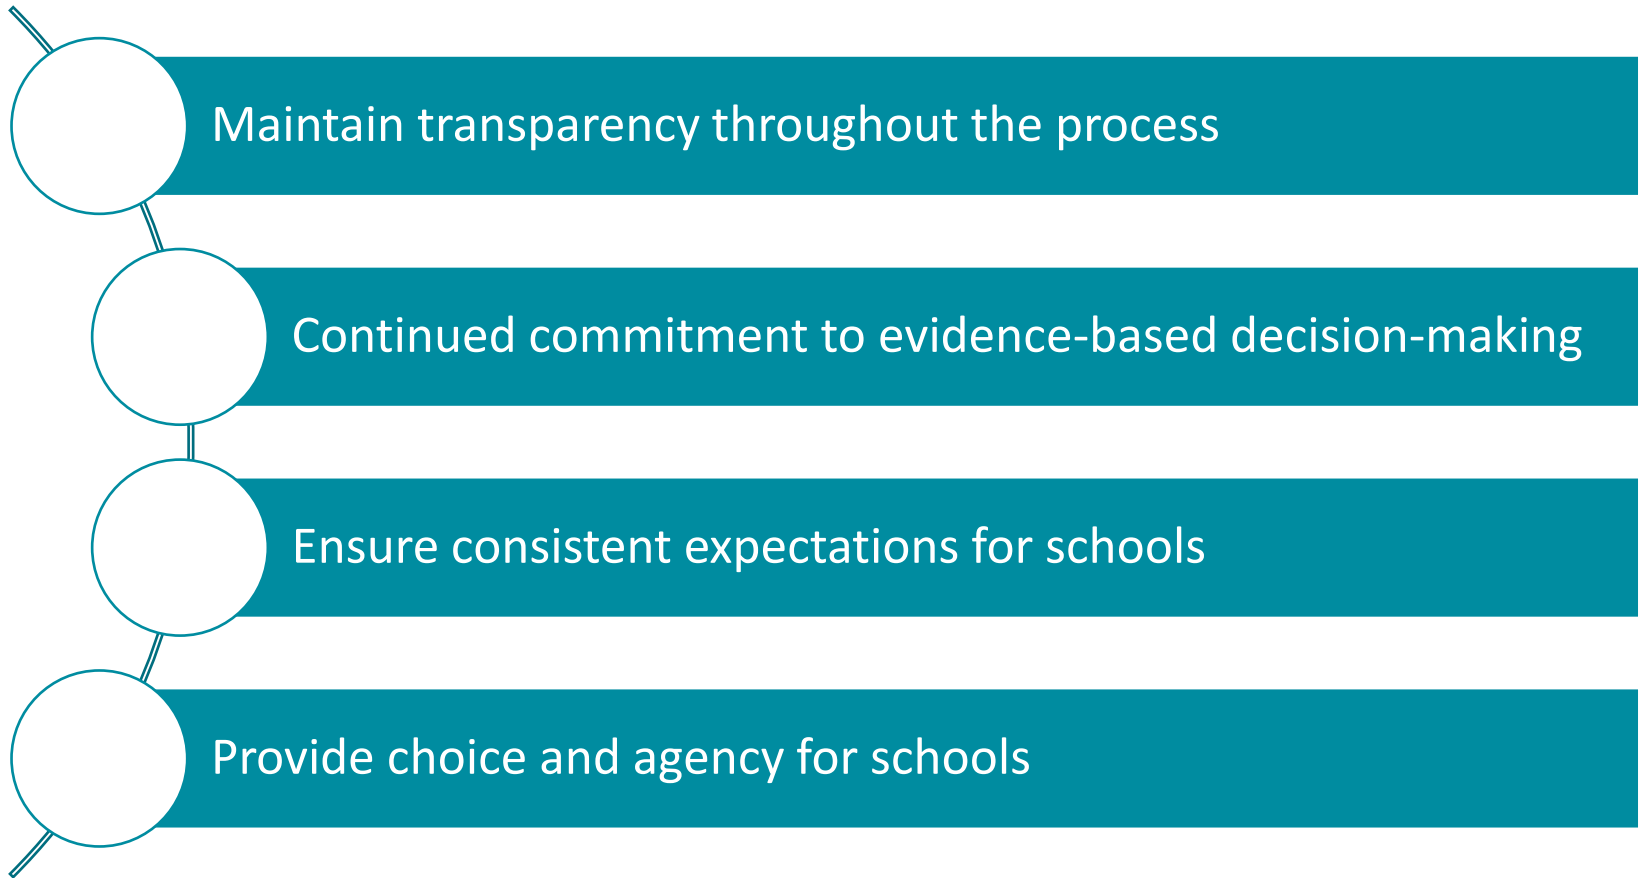 Maintain transparency throughout the process
Continued commitment to evidence-based decision-making
Ensure consistent expectations for schools
Provide choice and agency for schools